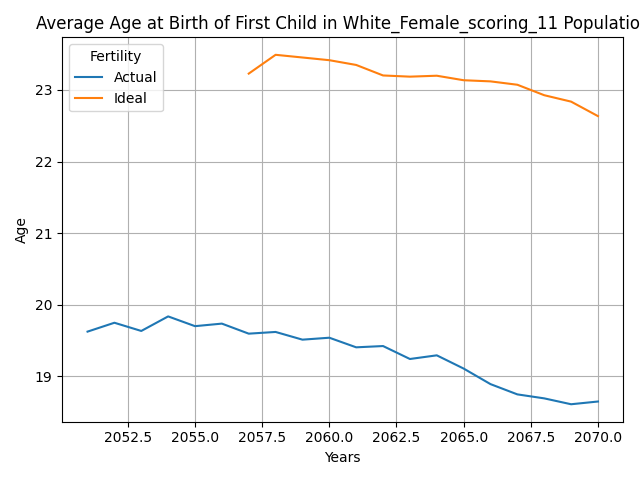 Average Age at Birth of First Child in White_Female_scoring_11 Populatio
Fertility
Actual
Ideal
23
22
21
20
19
Age
2052.5 2055.0 2057.5 2060.0 2062.5 2065.0 2067.5 2070.0
Years